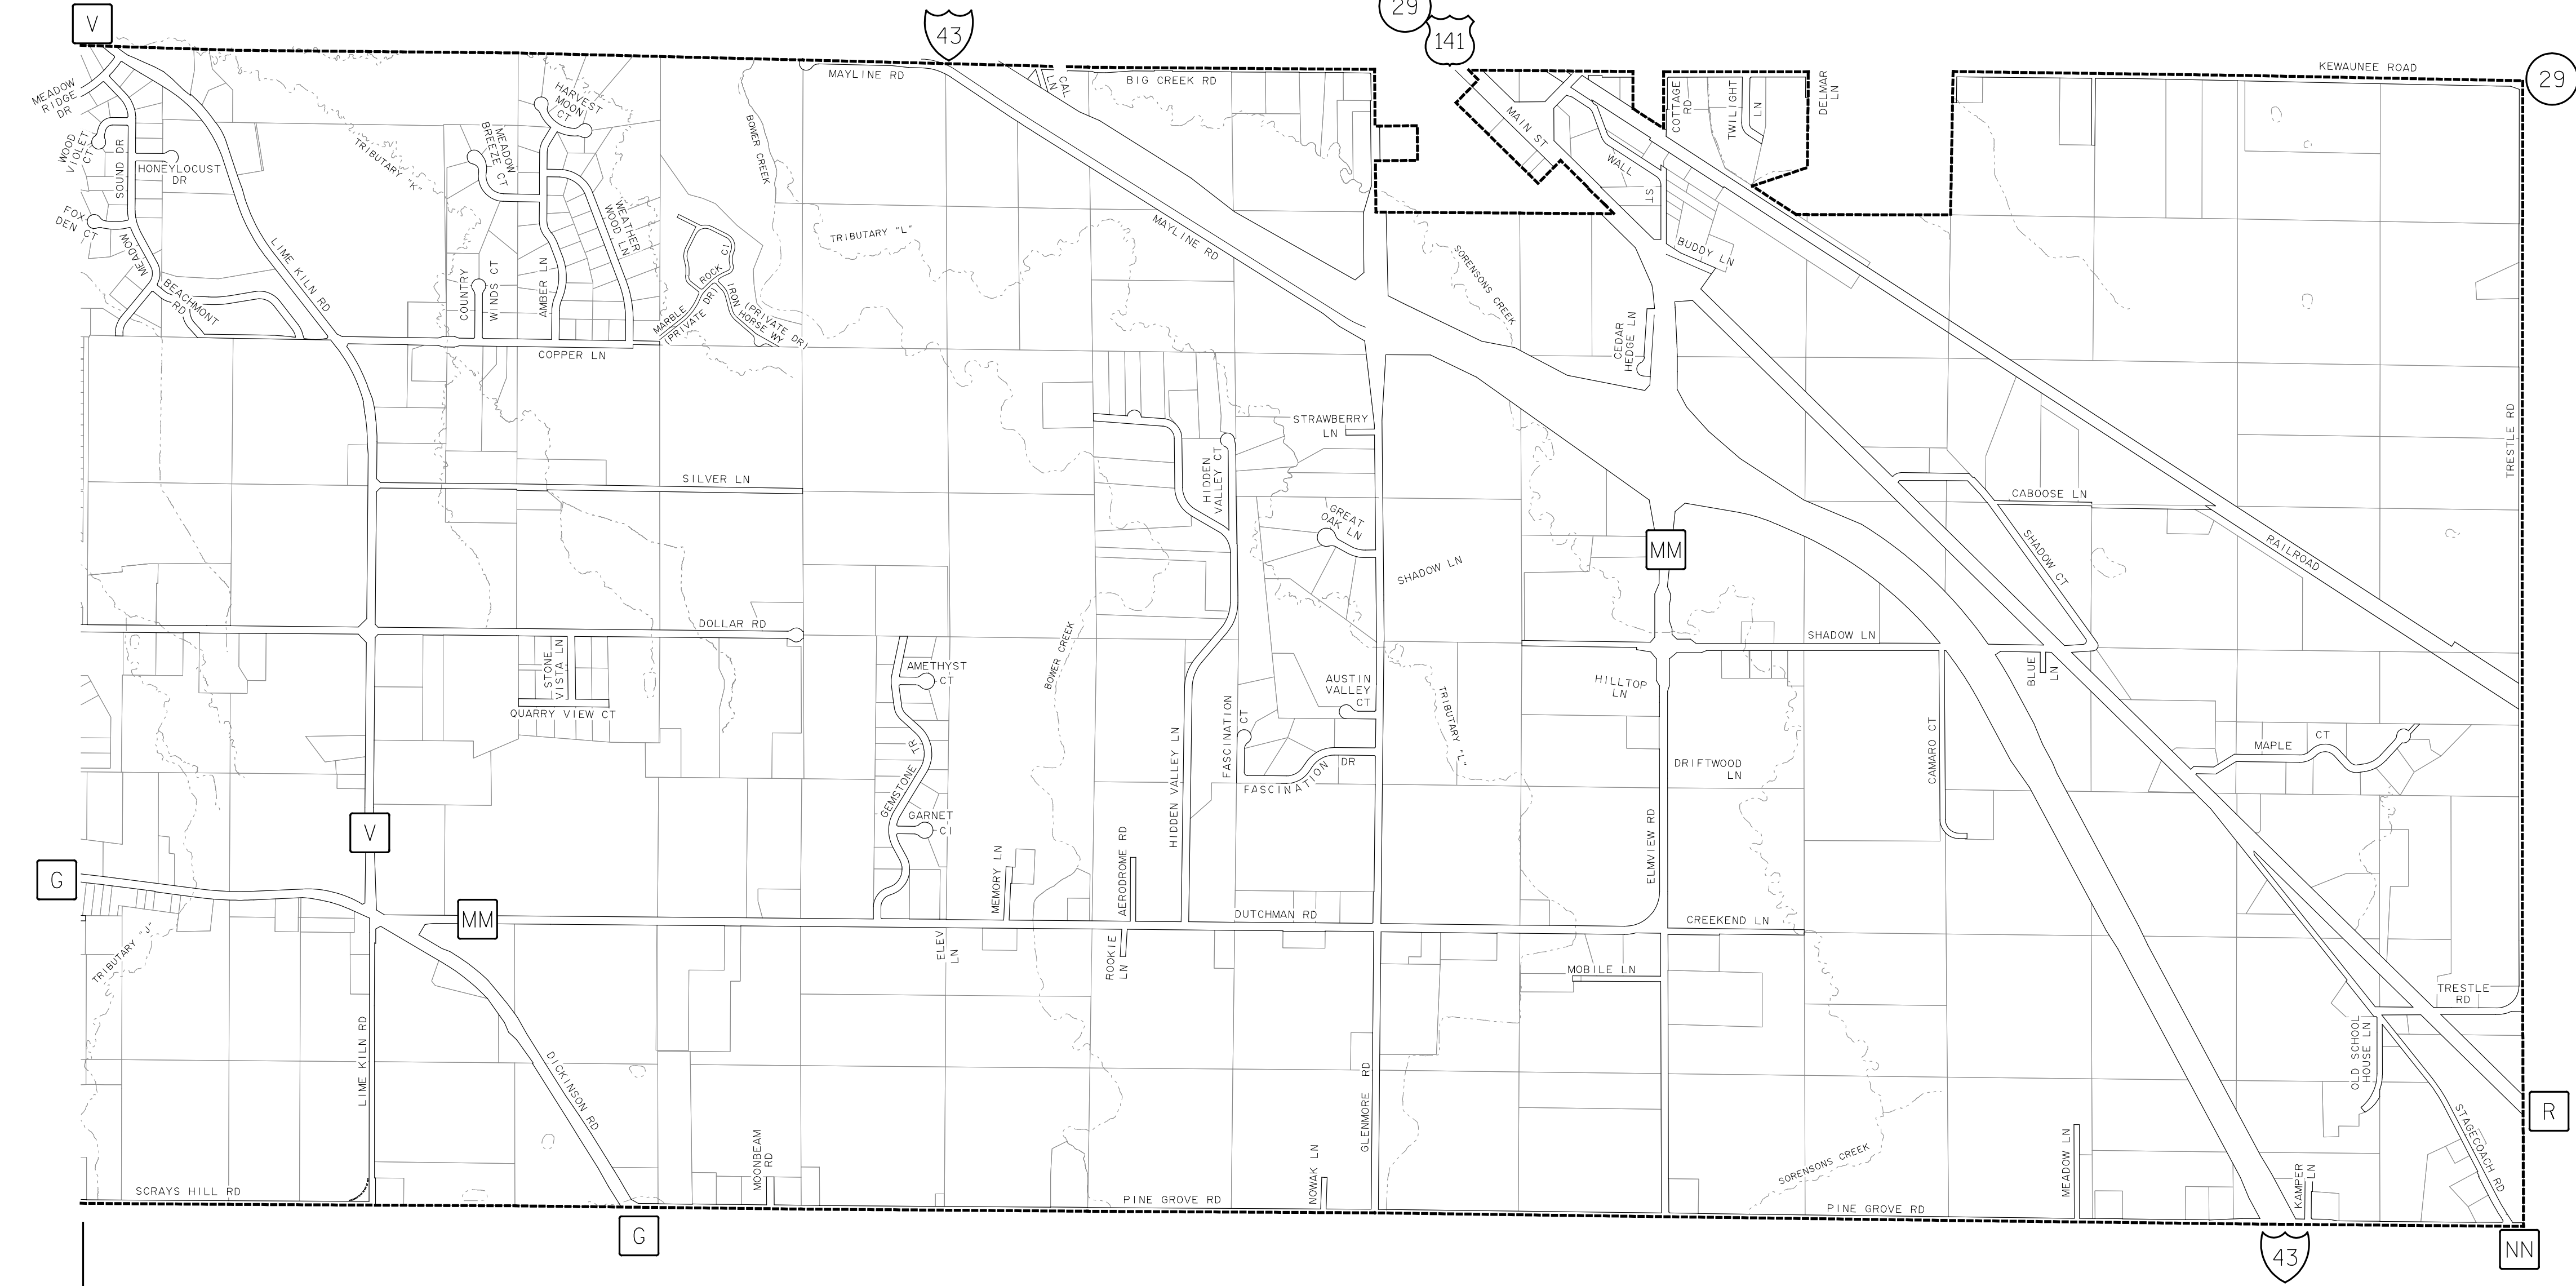 V
43
29
141
29
MAYLINE RD
CAL
LN
BIG CREEK RD
KEWAUNEE ROAD
DELMAR
LN
COTTAGE
RD
TWILIGHT
LN
MAIN ST
WALL
ST
BUDDY LN
MEADOW
RIDGE
DR
WOOD
VIOLET
CT
SOUND DR
HONEYLOCUST
DR
FOX
DEN CT
MEADOW
BEACHMONT
RD
LIME KILN RD
TRIBUTARY "K"
HARVEST
MOON
CT
MEADOW
BREEZE CT
WEATHER
WOOD LN
COUNTRY
WINDS CT
AMBER LN
COPPER LN
BOWER CREEK
TRIBUTARY "L"
ROCK CI
MARBLE
(PRIVATE DR)
IRON
HORSE WY
(PRIVATE DR)
MAYLINE RD
SORENSONS CREEK
CEDAR
HEDGE LN
STRAWBERRY
LN
HIDDEN
VALLEY CT
GREAT
OAK LN
SILVER LN
SHADOW LN
MM
CABOOSE LN
SHADOW CT
RAILROAD
TRESTLE RD
DOLLAR RD
STONE
VISTA LN
QUARRY VIEW CT
AMETHYST
CT
GEMSTONE
TR
GARNET
CI
BOWER CREEK
AUSTIN
VALLEY
CT
FASCINATION
CT
FASCINATION
DR
HIDDEN VALLEY LN
TRIBUTARY "L"
HILLTOP
LN
SHADOW LN
BLUE
LN
DRIFTWOOD
LN
CAMARO CT
MAPLE
CT
ELMVIEW RD
V
G
MM
MEMORY LN
AERODROME RD
DUTCHMAN RD
CREEKEND LN
ELEV
LN
ROOKIE
LN
MOBILE LN
TRIBUTARY "J"
LIME KILN RD
DICKINSON RD
GLENMORE RD
TRESTLE
RD
OLD SCHOOL
HOUSE LN
STAGECOACH RD
R
MOONBEAM
RD
NOWAK LN
SORENSONS CREEK
MEADOW LN
KAMPER
LN
SCRAYS HILL RD
PINE GROVE RD
PINE GROVE RD
G
43
NN